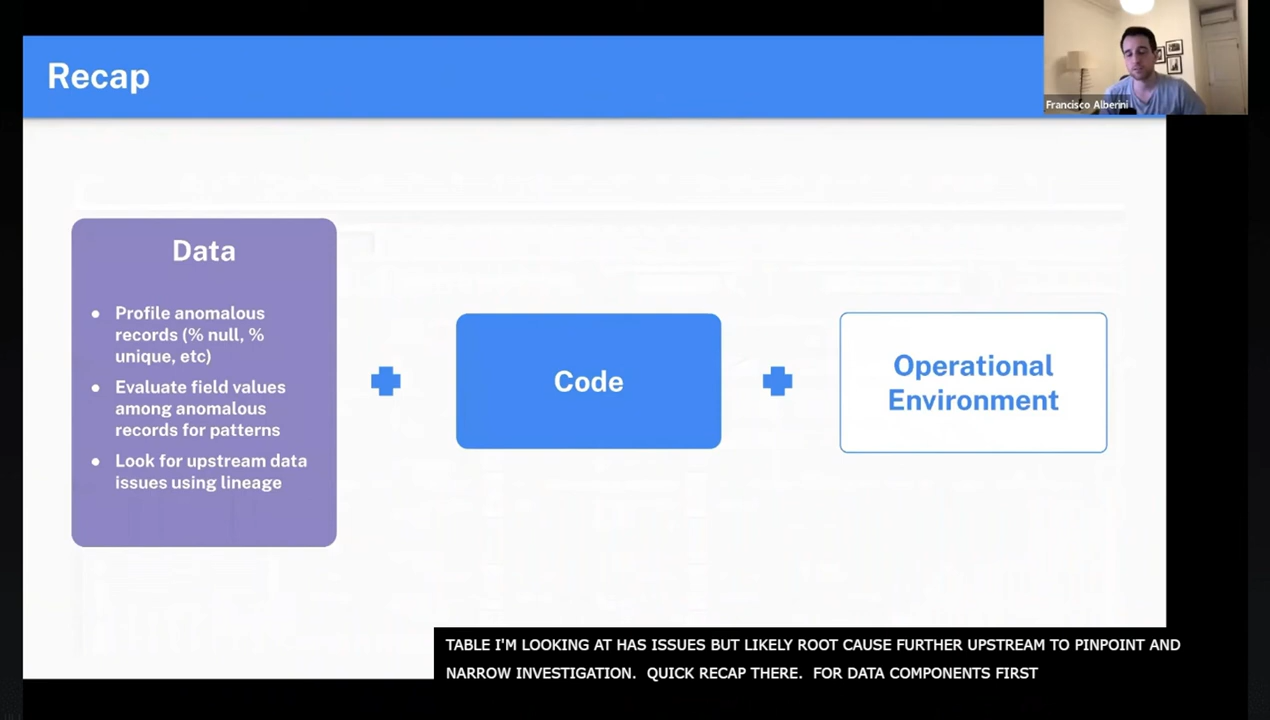 Recap
Francisco Alberini
Data
● Profile anomalous
records (% null, %
unique, etc)
● Evaluate field values
among anomalous
records for patterns
● Look for upstream data
issues using lineage
Code
Operational
Environment
TABLE I'M LOOKING AT HAS ISSUES BUT LIKELY ROOT CAUSE FURTHER UPSTREAM TO PINPOINT AND
NARROW INVESTIGATION.  QUICK RECAP THERE.  FOR DATA COMPONENTS FIRST